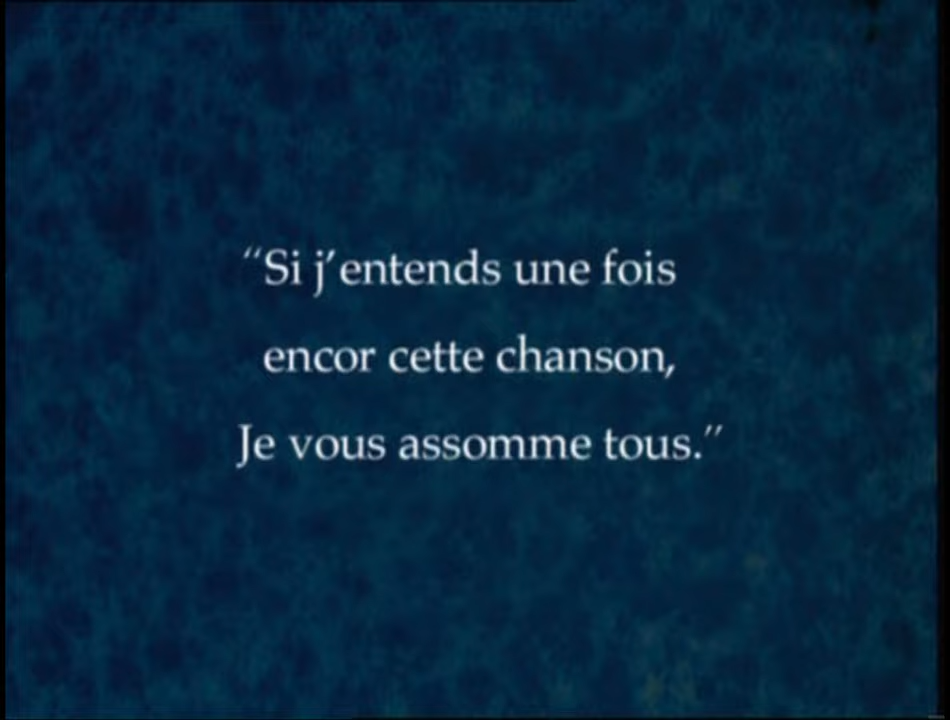 “Si j’entends une fois
encor cette chanson,
Je vous assomme tous.”